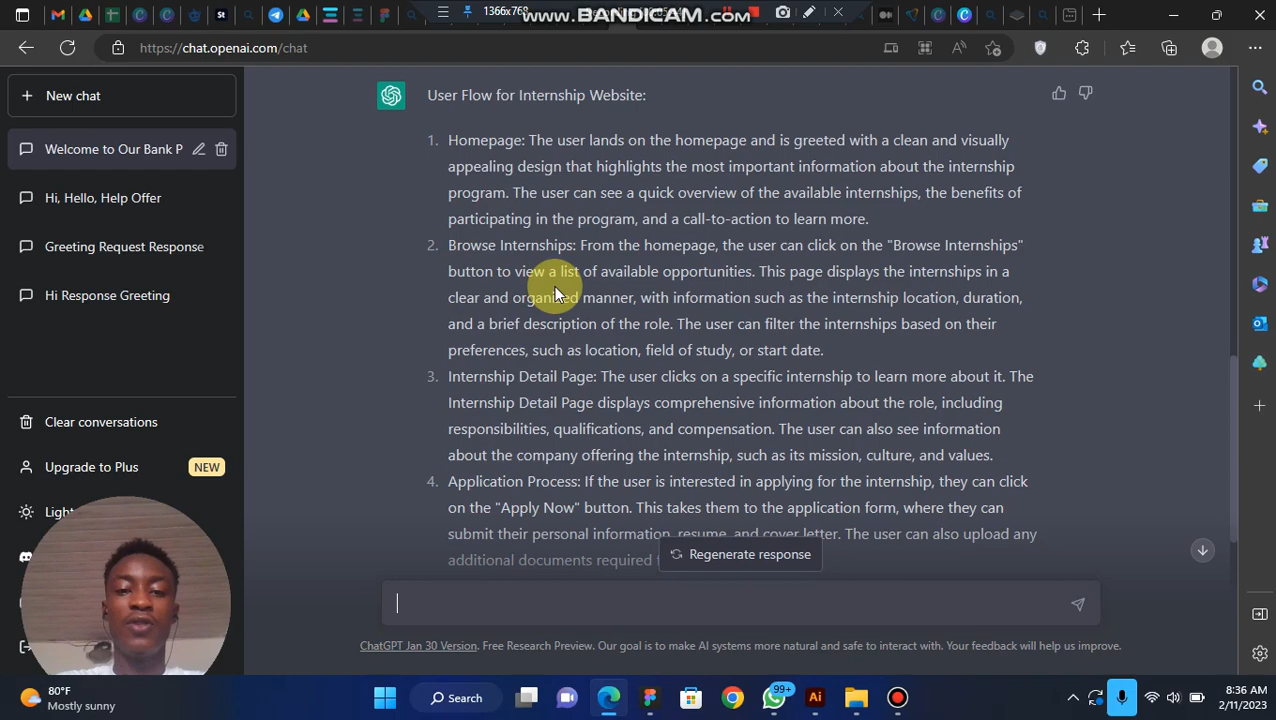 1366x768
www.BANDICAM.com
https://chat.openai.com/chat
New chat
Welcome to Our Bank P
Hi, Hello, Help Offer
Greeting Request Response
Hi Response Greeting
Clear conversations
Upgrade to Plus
NEW
User Flow for Internship Website:
1. Homepage: The user lands on the homepage and is greeted with a clean and visually
appealing design that highlights the most important information about the internship
program. The user can see a quick overview of the available internships, the benefits of
participating in the program, and a call-to-action to learn more.
2. Browse Internships: From the homepage, the user can click on the "Browse Internships"
button to view a list of available opportunities. This page displays the internships in a
clear and organized manner, with information such as the internship location, duration,
and a brief description of the role. The user can filter the internships based on their
preferences, such as location, field of study, or start date.
3. Internship Detail Page: The user clicks on a specific internship to learn more about it. The
Internship Detail Page displays comprehensive information about the role, including
responsibilities, qualifications, and compensation. The user can also see information
about the company offering the internship, such as its mission, culture, and values.
4. Application Process: If the user is interested in applying for the internship, they can click
on the "Apply Now" button. This takes them to the application form, where they can
submit their personal information, resume, and cover letter. The user can also upload any
additional documents required
Regenerate response
ChatGPT Jan 30 Version. Free Research Preview. Our goal is to make AI systems more natural and safe to interact with. Your feedback will help us improve.
80°F
Mostly sunny
Search
99+
8:36 AM
2/11/2023